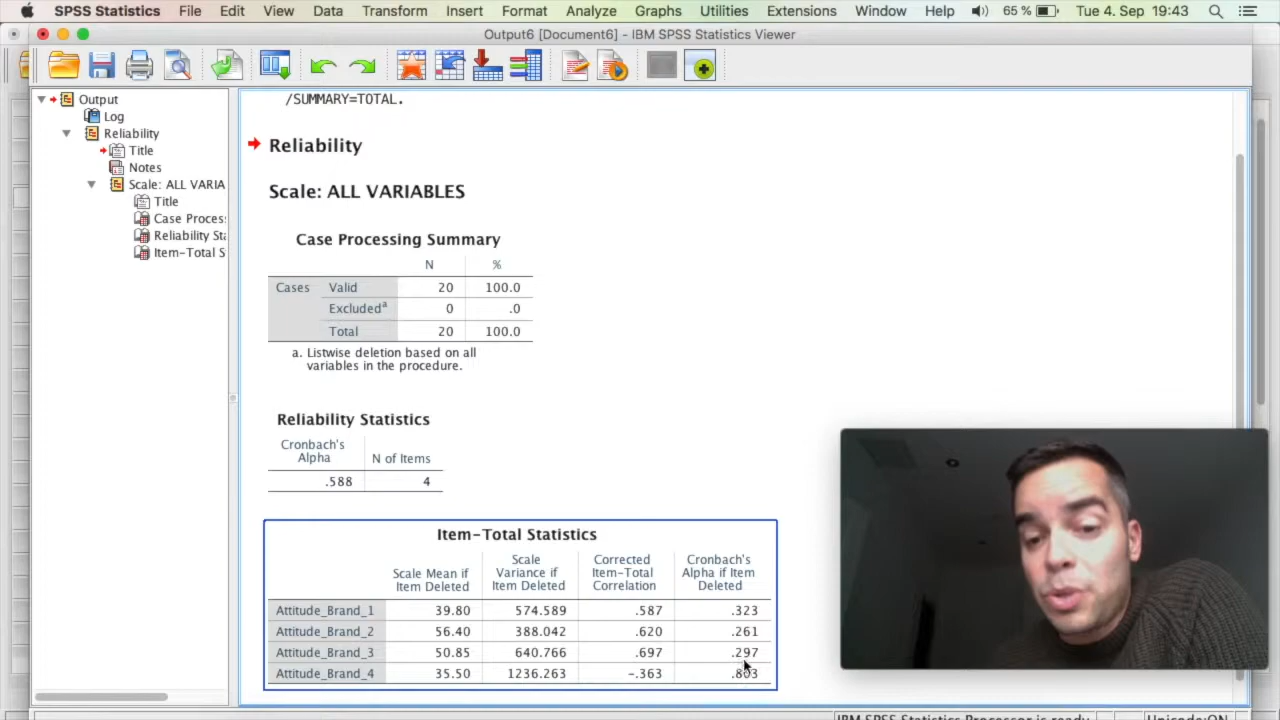 SPSS Statistics File Edit View Data Transform Insert Format Analyze Graphs Utilities Extensions Window Help 65 % Tue 4. Sep 19:43
Output6 [Document6] - IBM SPSS Statistics Viewer
Output
Log
Reliability
Title
Notes
Scale: ALL VARIA
Title
Case Process
Reliability Sta
Item-Total S
/SUMMARY=TOTAL.
Reliability
Scale: ALL VARIABLES
Case Processing Summary
N %
Cases Valid 20 100.0
Excludeda 0 .0
Total 20 100.0
a. Listwise deletion based on all
variables in the procedure.
Reliability Statistics
Cronbach's
Alpha N of Items
.588 4
Item-Total Statistics
Scale Mean if Item Deleted Scale Variance if Item Deleted Corrected Item-Total Correlation Cronbach's Alpha if Item Deleted
Attitude_Brand_1 39.80 574.589 .587 .323
Attitude_Brand_2 56.40 388.042 .620 .261
Attitude_Brand_3 50.85 640.766 .697 .297
Attitude_Brand_4 35.50 1236.263 -.363
IBM SPSS Statistics Processor is ready Unicode:ON